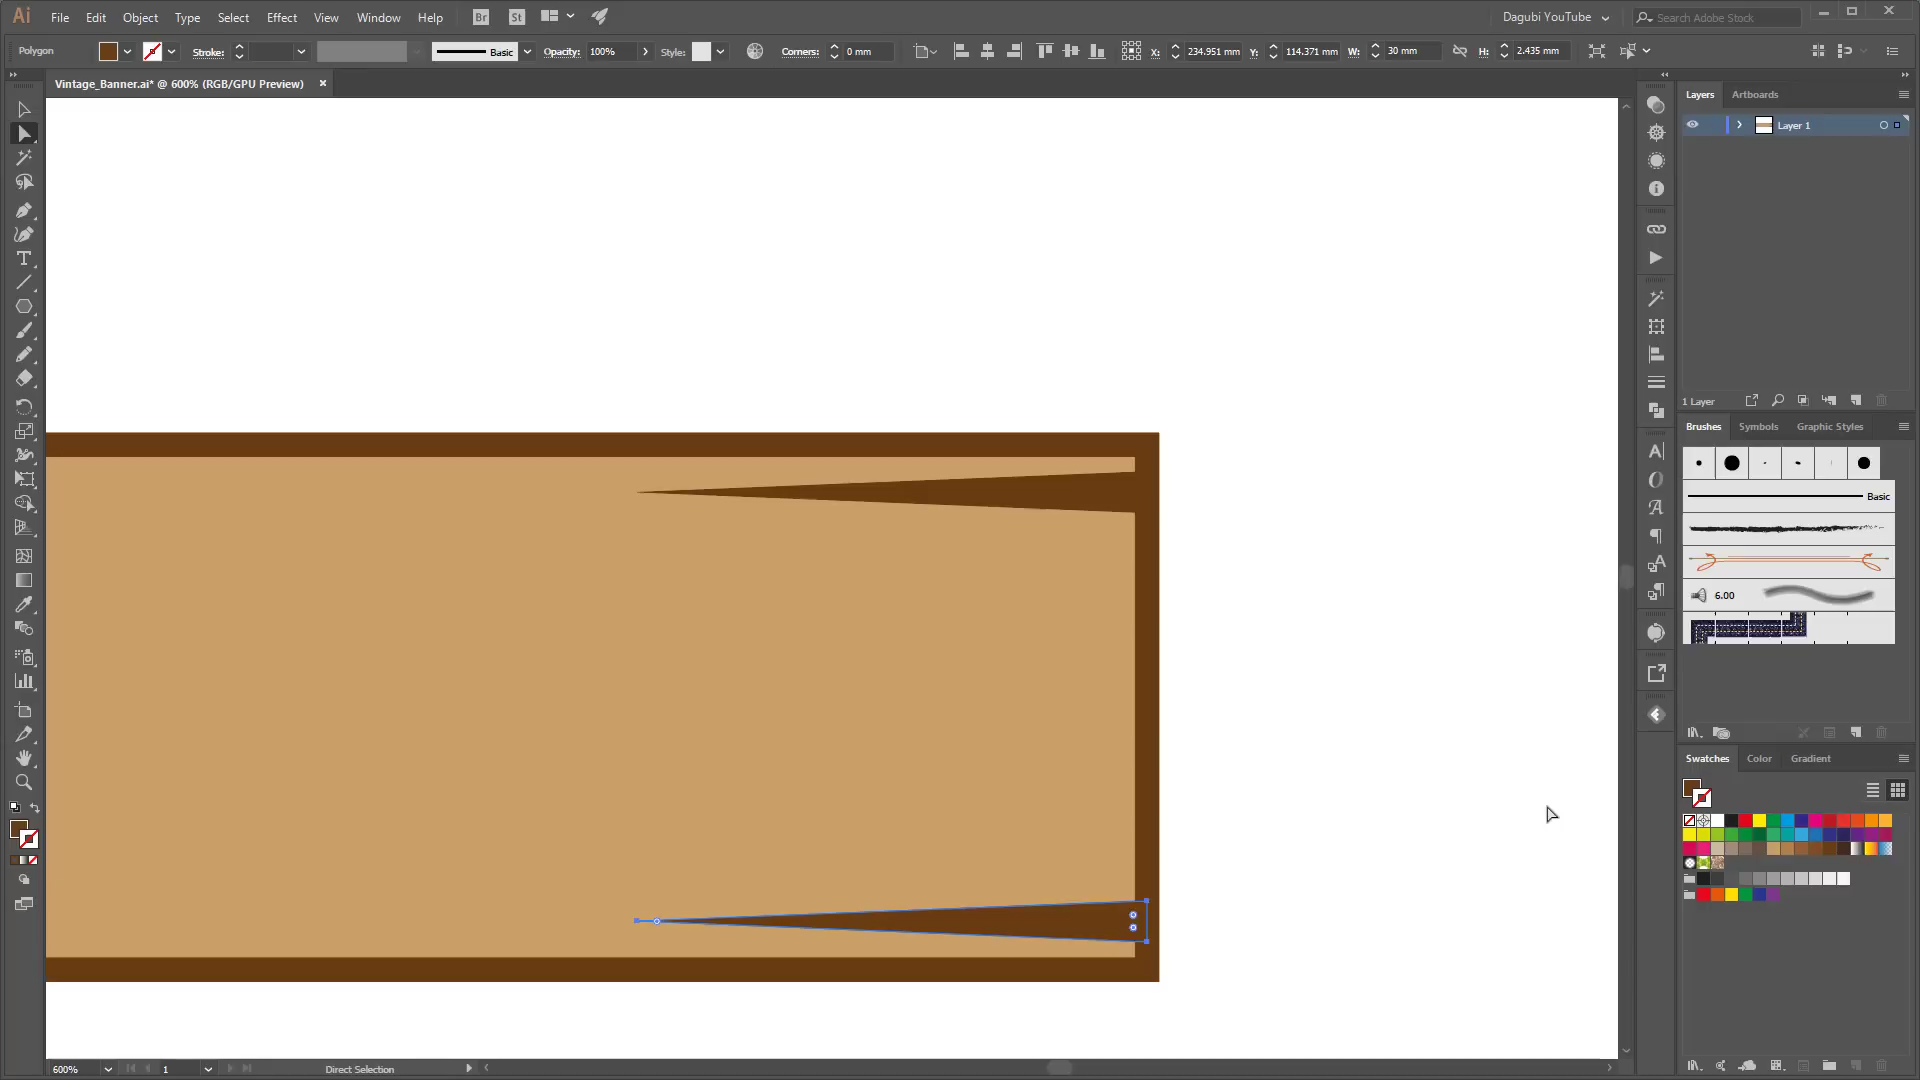 Ai File Edit Object Type Select Effect View Window Help Br St Dagubi YouTube Search Adobe Stock
Polygon Stroke: Basic Opacity: 100% Style: Corners: 0 mm X: 234.951 mm Y: 114.371 mm W: 30 mm H: 2.435 mm
Vintage_Banner.ai* @ 600% (RGB/GPU Preview) ×
Layers Artboards
Layer 1
1 Layer
Brushes Symbols Graphic Styles
Basic
6.00
Swatches Color Gradient
600% 1 Direct Selection